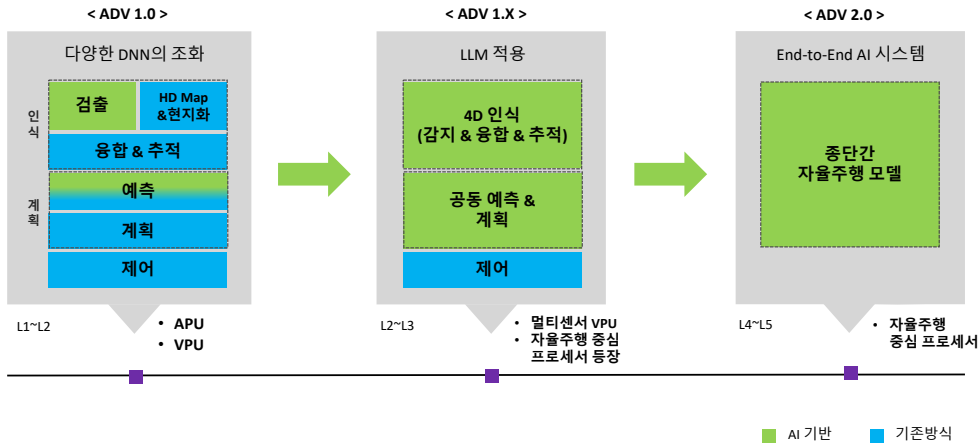 < ADV 1.0 >
다양한 DNN의 조화
인식
검출
HD Map
&현지화
융합 & 추적
계획
예측
계획
제어
L1~L2
• APU
• VPU
< ADV 1.X >
LLM 적용
4D 인식
(감지 & 융합 & 추적)
공동 예측 &
계획
제어
L2~L3
• 멀티센서 VPU
• 자율주행 중심
프로세서 등장
< ADV 2.0 >
End-to-End AI 시스템
종단간
자율주행 모델
L4~L5
• 자율주행
중심 프로세서
AI 기반
기존방식